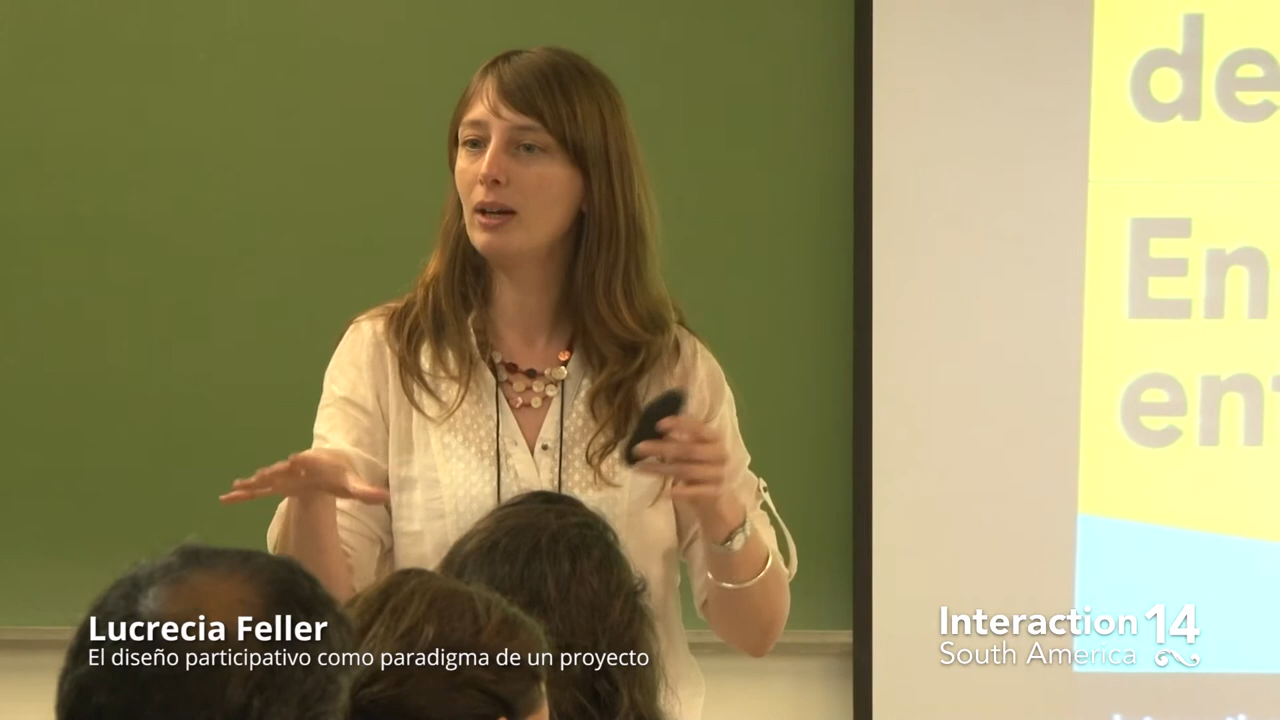 de
En
en
Lucrecia Feller
El diseño participativo como paradigma de un proyecto
Interaction 14
South America